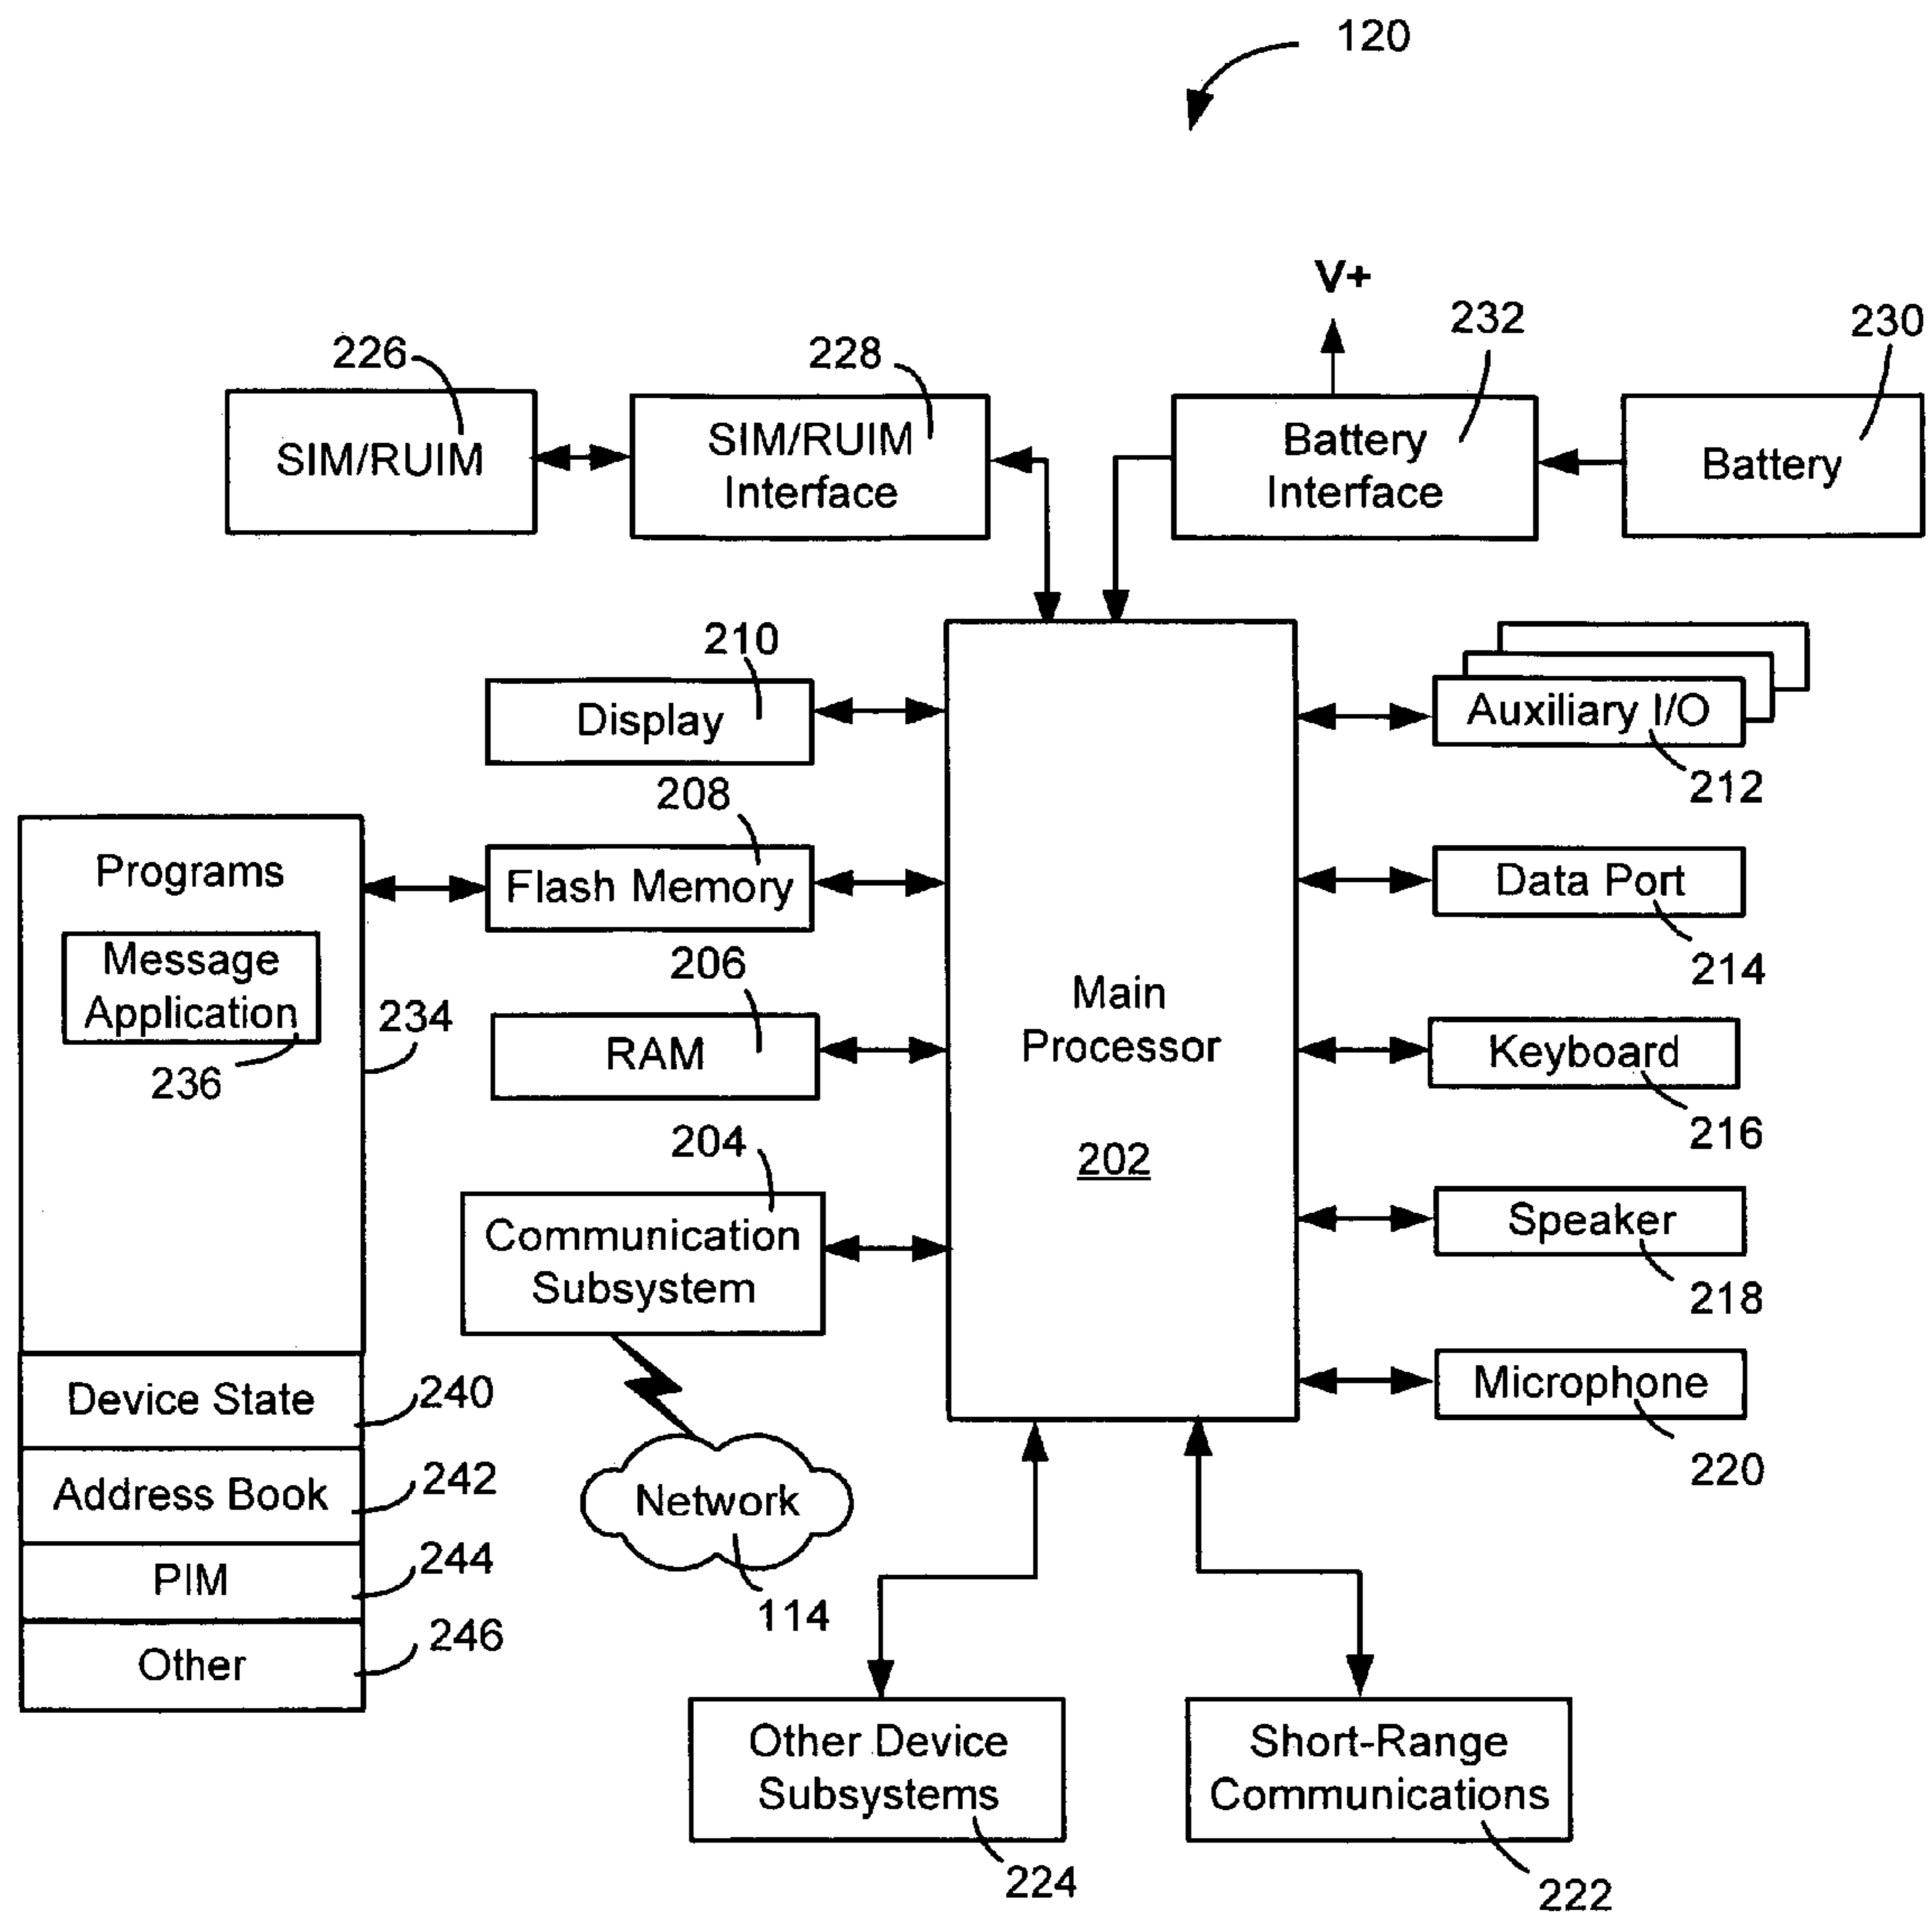 120
V+
226
228
232
230
SIM/RUIM
SIM/RUIM
Interface
Battery
Interface
Battery
210
Display
Auxiliary I/O
212
208
Programs
Flash Memory
Data Port
214
Message
Application
236
234
206
RAM
Main
Processor
202
Keyboard
216
204
Communication
Subsystem
Speaker
218
Device State
240
Microphone
220
Address Book
242
Network
114
PIM
244
Other
246
Other Device
Subsystems
224
Short-Range
Communications
222